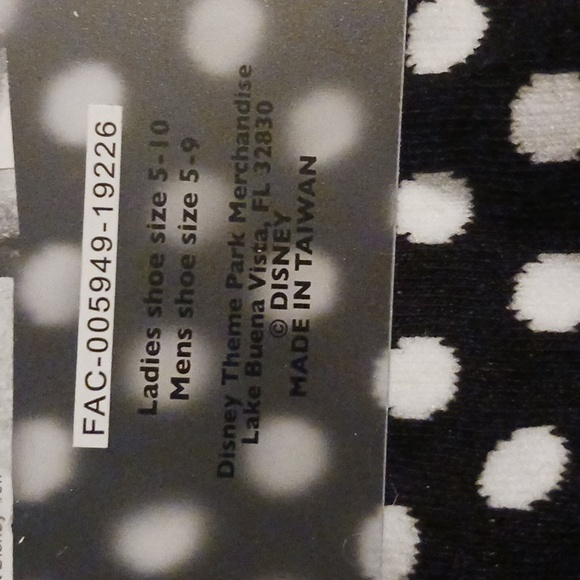 FAC-005949-19226
Ladies shoe size 5-10
Mens shoe size 5-9
Disney Theme Park Merchandise
Lake Buena Vista, FL 32830
© DISNEY
MADE IN TAIWAN